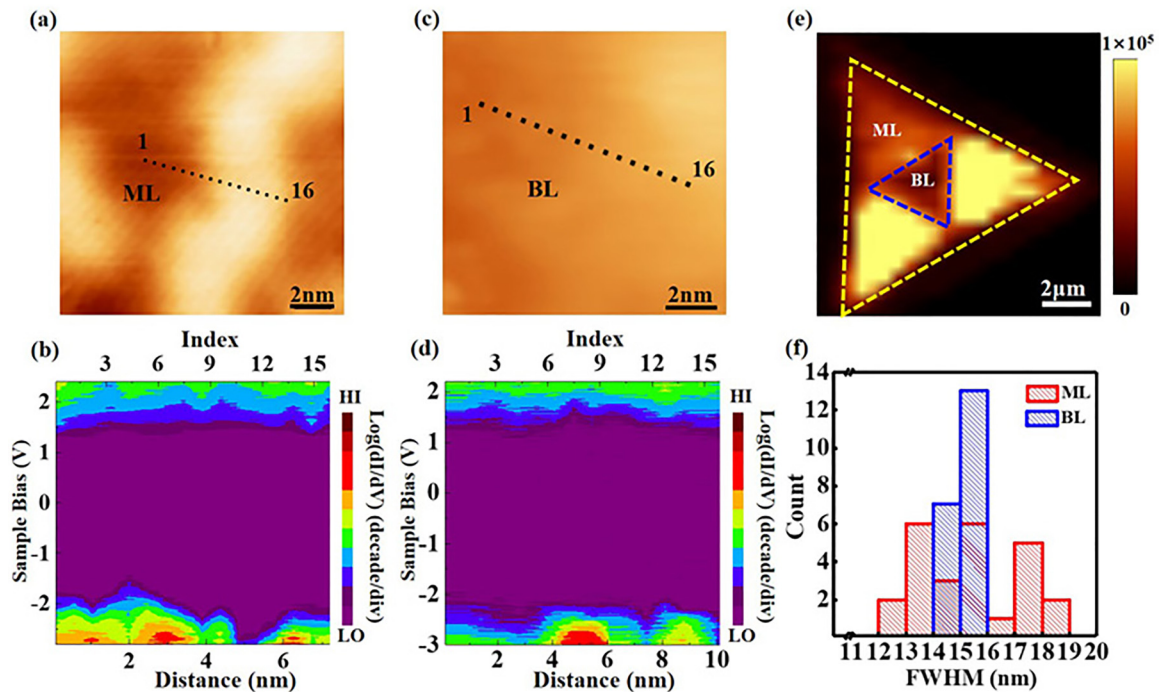 (a)
1
ML
16
2nm
(c)
1
BL
16
2nm
(e)
1×10⁵
ML
BL
2μm
0
(b)
Index
3 6 9 12 15
HI
2
1
0
-1
-2
Sample Bias (V)
Log(dI/dV) (decade/div)
LO
2 4 6
Distance (nm)
(d)
Index
3 6 9 12 15
HI
2
1
0
-1
-2
-3
Sample Bias (V)
Log(dI/dV) (decade/div)
LO
2 4 6 8 10
Distance (nm)
(f)
14
12
10
8
6
4
2
Count
ML
BL
11 12 13 14 15 16 17 18 19 20
FWHM (nm)